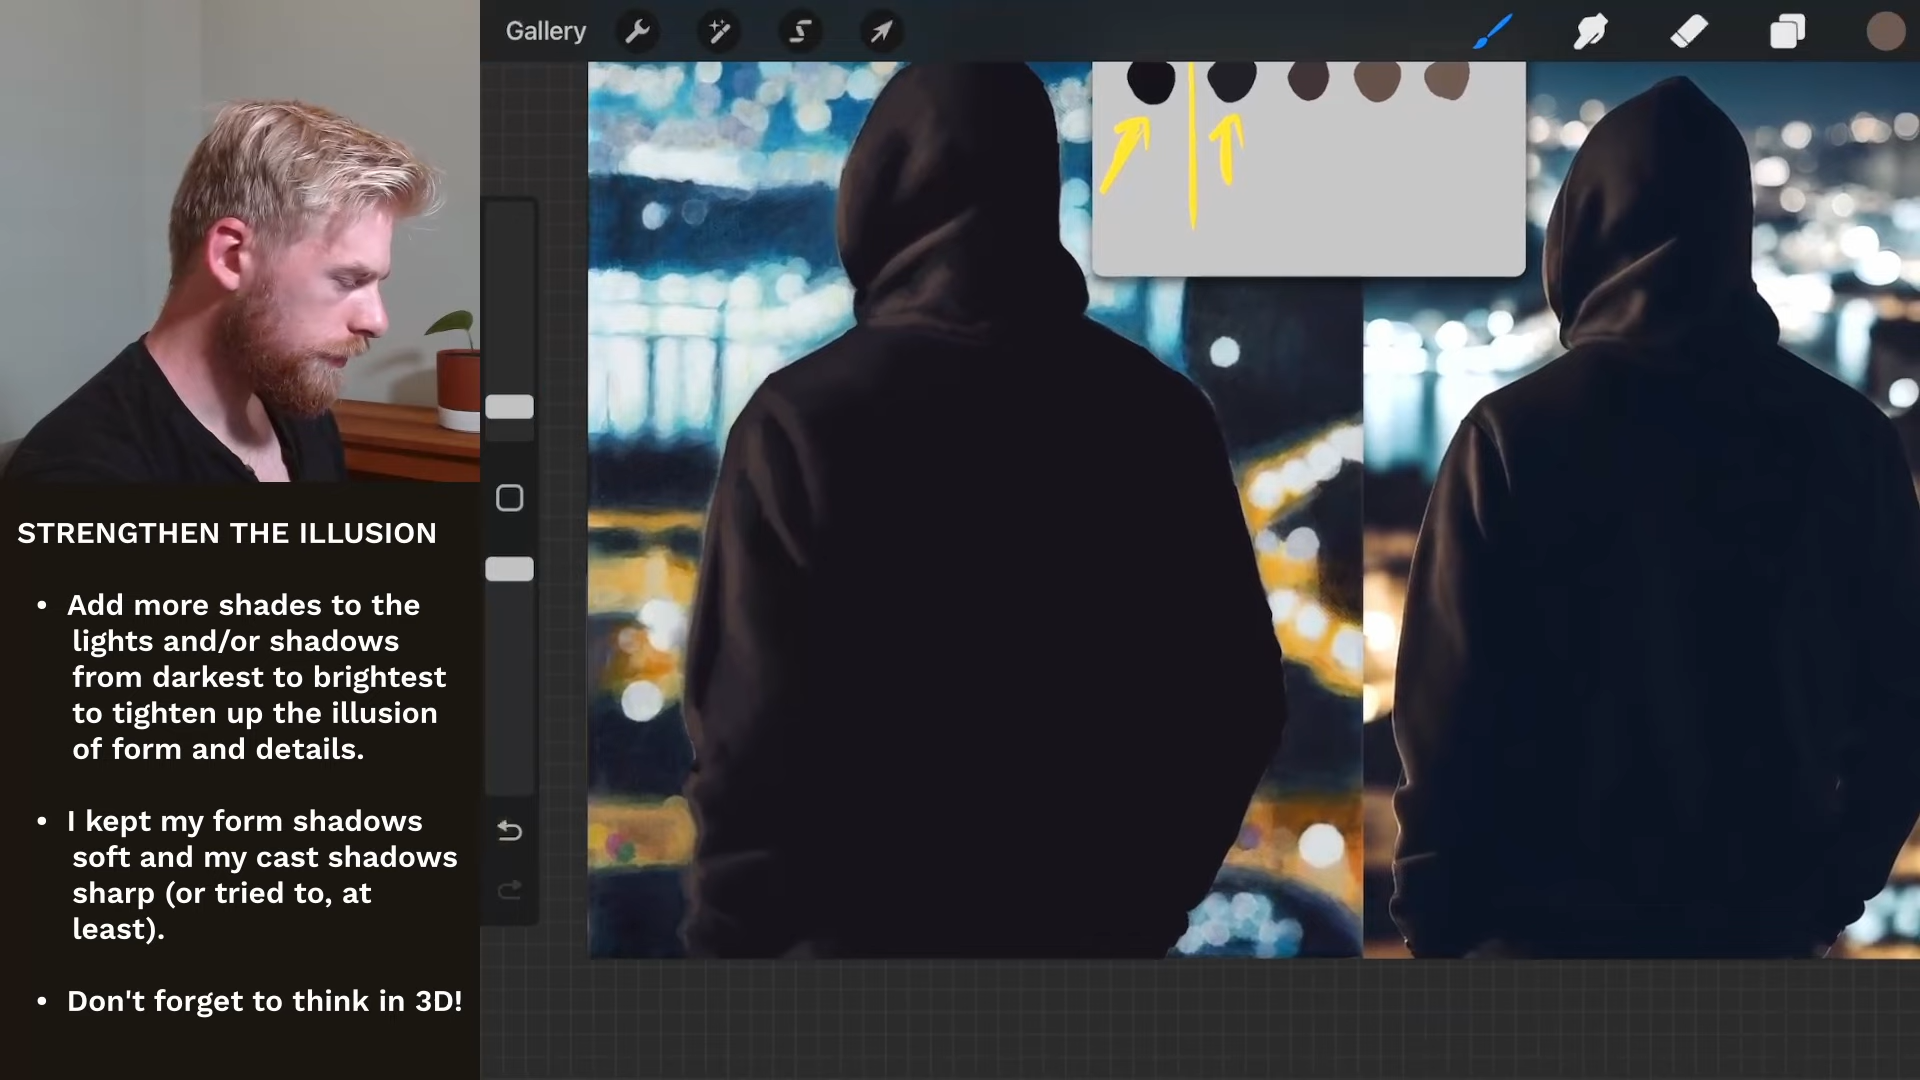 Gallery
STRENGTHEN THE ILLUSION
• Add more shades to the
lights and/or shadows
from darkest to brightest
to tighten up the illusion
of form and details.
• I kept my form shadows
soft and my cast shadows
sharp (or tried to, at
least).
• Don't forget to think in 3D!